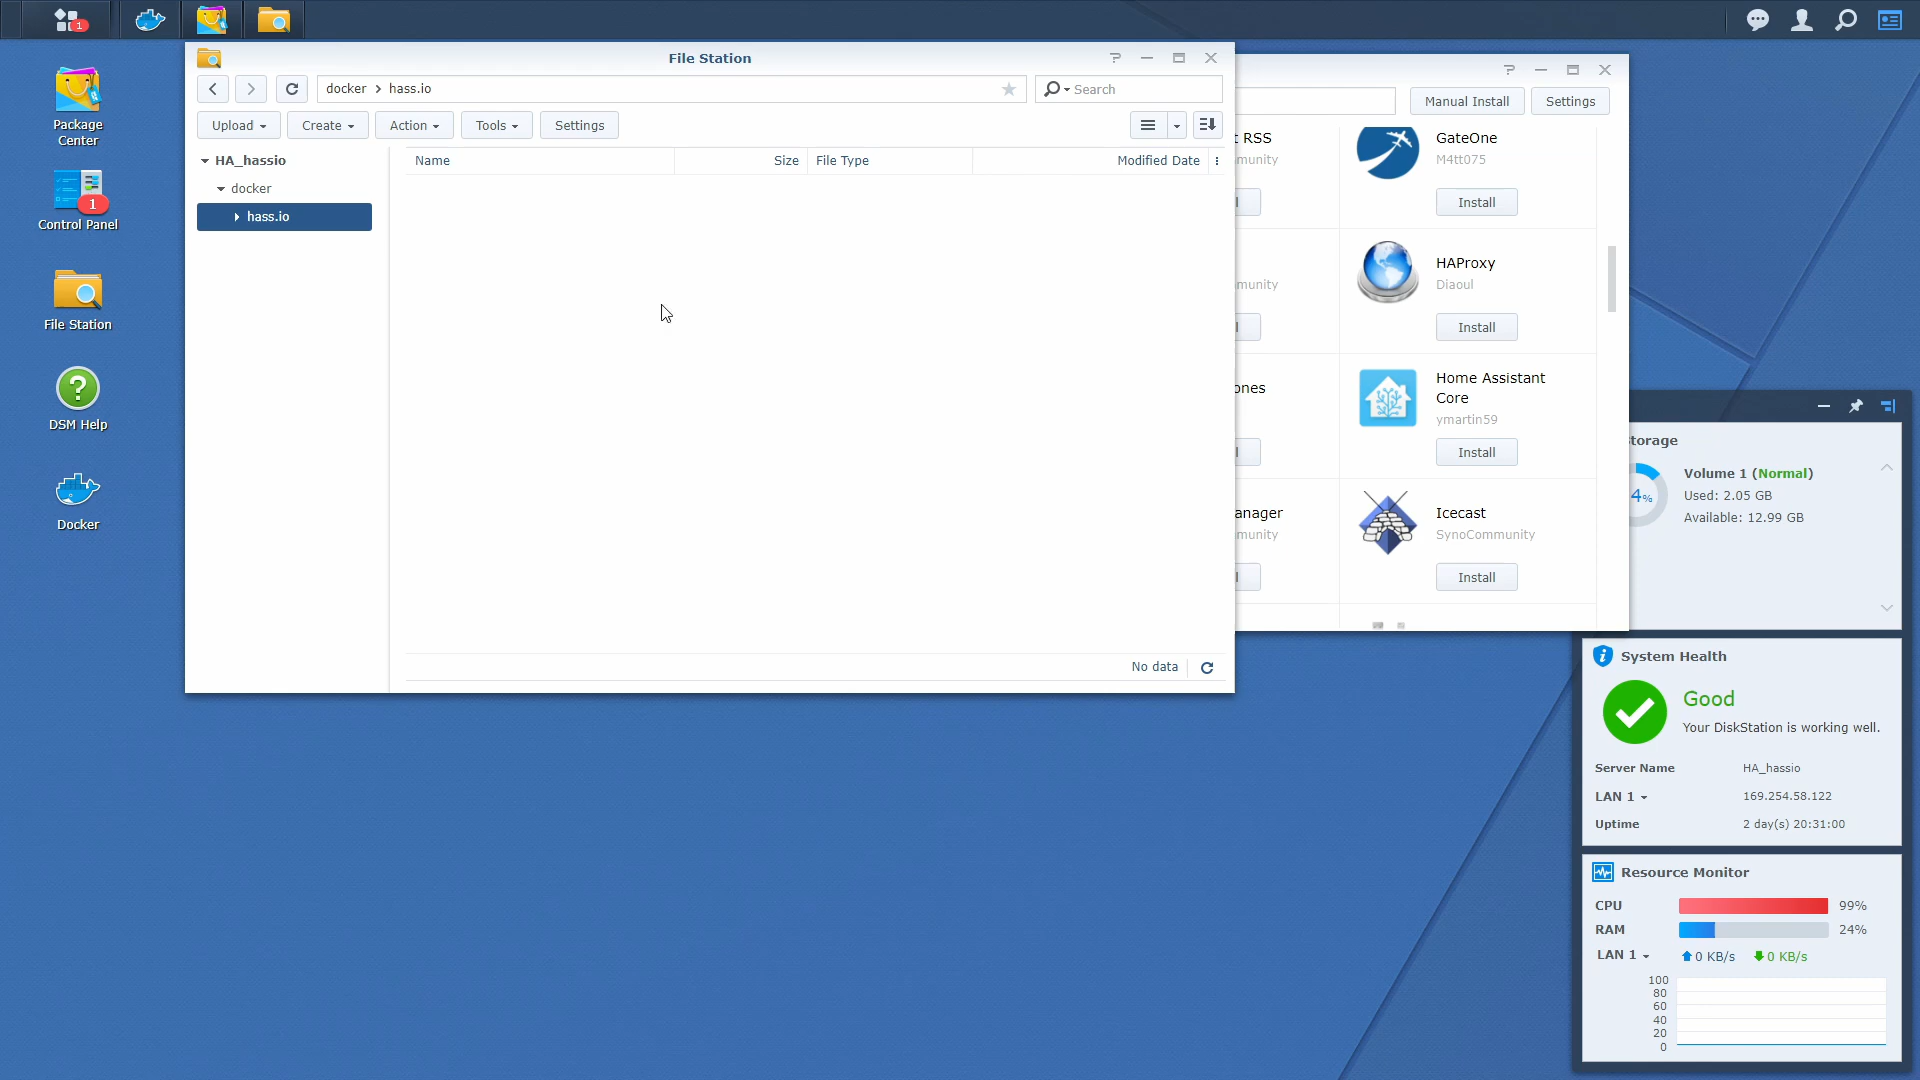 1
Package
Center
1
Control Panel
File Station
DSM Help
Docker
File Station
docker
hass.io
Search
Upload
Create
Action
Tools
Settings
HA_hassio
docker
hass.io
Name
Size
File Type
Modified Date
No data
Manual Install
Settings
t RSS
munity
GateOne
M4tt075
Install
munity
HAProxy
Diaoul
Install
ones
Home Assistant
Core
ymartin59
Install
anager
munity
Icecast
SynoCommunity
Install
torage
4%
Volume 1 (Normal)
Used: 2.05 GB
Available: 12.99 GB
System Health
Good
Your DiskStation is working well.
Server Name HA_hassio
LAN 1 169.254.58.122
Uptime 2 day(s) 20:31:00
Resource Monitor
CPU 99%
RAM 24%
LAN 1 0 KB/s 0 KB/s
100
80
60
40
20
0